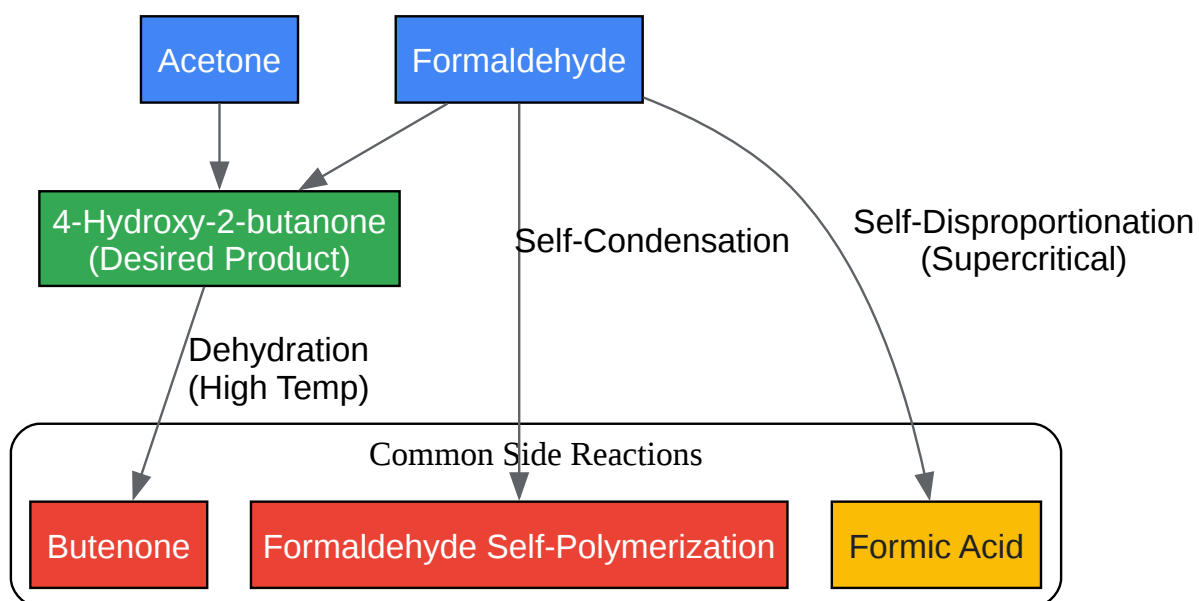 Acetone
Formaldehyde
4-Hydroxy-2-butanone
(Desired Product)
Self-Condensation
Self-Disproportionation
(Supercritical)
Dehydration
(High Temp)
Common Side Reactions
Butenone
Formaldehyde Self-Polymerization
Formic Acid